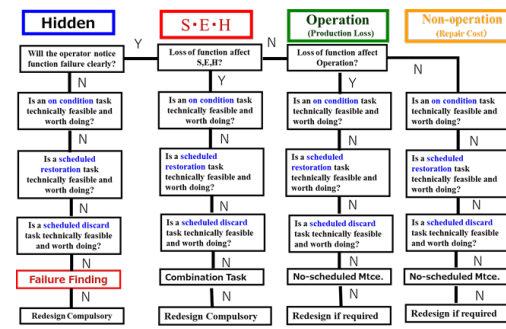 Hidden
S・E・H
Operation
(Production Loss)
Non-operation
(Repair Cost)
Will the operator notice
function failure clearly?
Y
Loss of function affect
S,E,H?
N
Loss of function affect
Operation?
N
N
Y
Y
Is an on condition task
technically feasible and
worth doing?
Is an on condition task
technically feasible and
worth doing?
Is an on condition task
technically feasible and
worth doing?
Is an on condition task
technically feasible and
worth doing?
N
N
N
N
Is a scheduled
restoration task
technically feasible and
worth doing?
Is a scheduled
restoration task
technically feasible and
worth doing?
Is a scheduled
restoration task
technically feasible and
worth doing?
Is a scheduled
restoration task
technically feasible and
worth doing?
N
N
N
N
Is a scheduled discard
task technically feasible
and worth doing?
Is a scheduled discard
task technically feasible
and worth doing?
Is a scheduled discard
task technically feasible
and worth doing?
Is a scheduled discard
task technically feasible
and worth doing?
N
N
N
N
Failure Finding
Combination Task
No-scheduled Mtce.
No-scheduled Mtce.
N
N
N
N
Redesign Compulsory
Redesign Compulsory
Redesign if required
Redesign if required